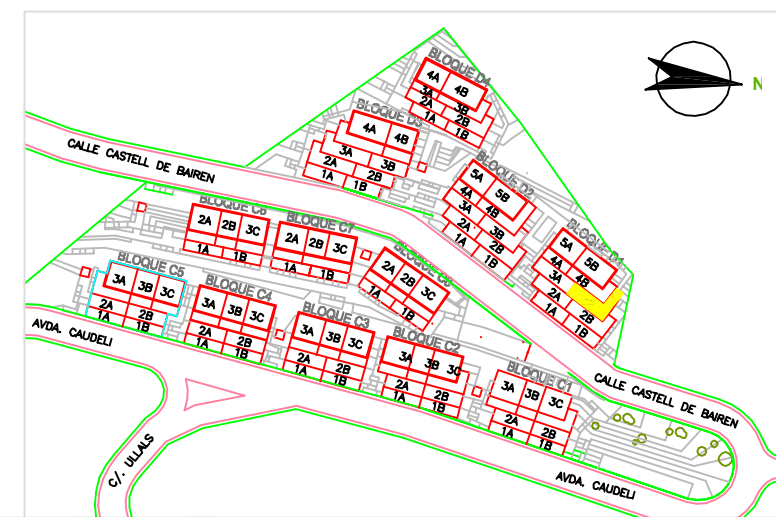 N
BLOQUE D4
4A 4B
3A 3B
2A 2B
1A 1B
BLOQUE D3
4A 4B
3A 3B
2A 2B
1A 1B
CALLE CASTELL DE BAIREN
BLOQUE D2
5A 5B
4A 4B
3A 3B
2A 2B
1A 1B
BLOQUE D1
5A 5B
4A 4B
3A
2A 2B
1A 1B
BLOQUE C6
2A 2B 3C
1A 1B
BLOQUE C7
2A 2B 3C
1A 1B
2A 2B 3C
1A 1B
BLOQUE C5
3A 3B 3C
2A 2B
1A 1B
BLOQUE C4
3A 3B 3C
2A 2B
1A 1B
BLOQUE C3
3A 3B 3C
2A 2B
1A 1B
BLOQUE C2
3A 3B 3C
2A 2B
1A 1B
BLOQUE C1
3A 3B 3C
2A 2B
1A 1B
AVDA. CAUDELI
CALLE CASTELL DE BAIREN
C/. ULLALS
AVDA. CAUDELI